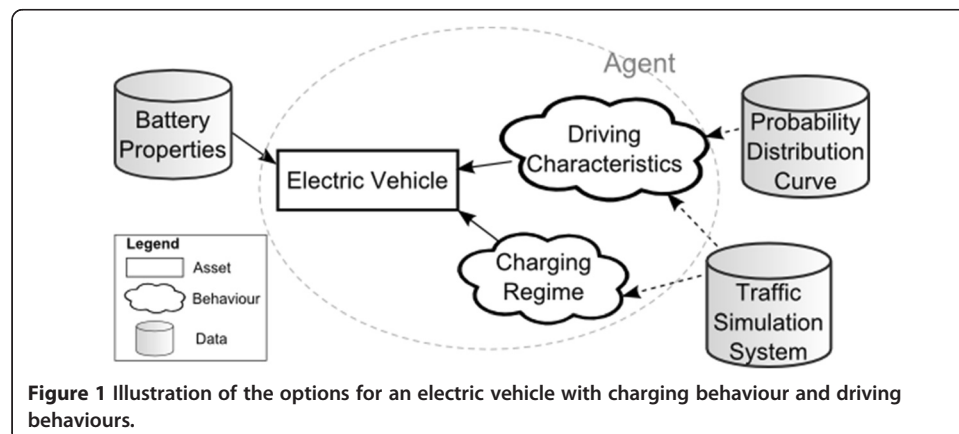 Agent
Battery
Properties
Electric Vehicle
Driving
Characteristics
Probability
Distribution
Curve
Charging
Regime
Traffic
Simulation
System
Legend
Asset
Behaviour
Data
Figure 1 Illustration of the options for an electric vehicle with charging behaviour and driving
behaviours.